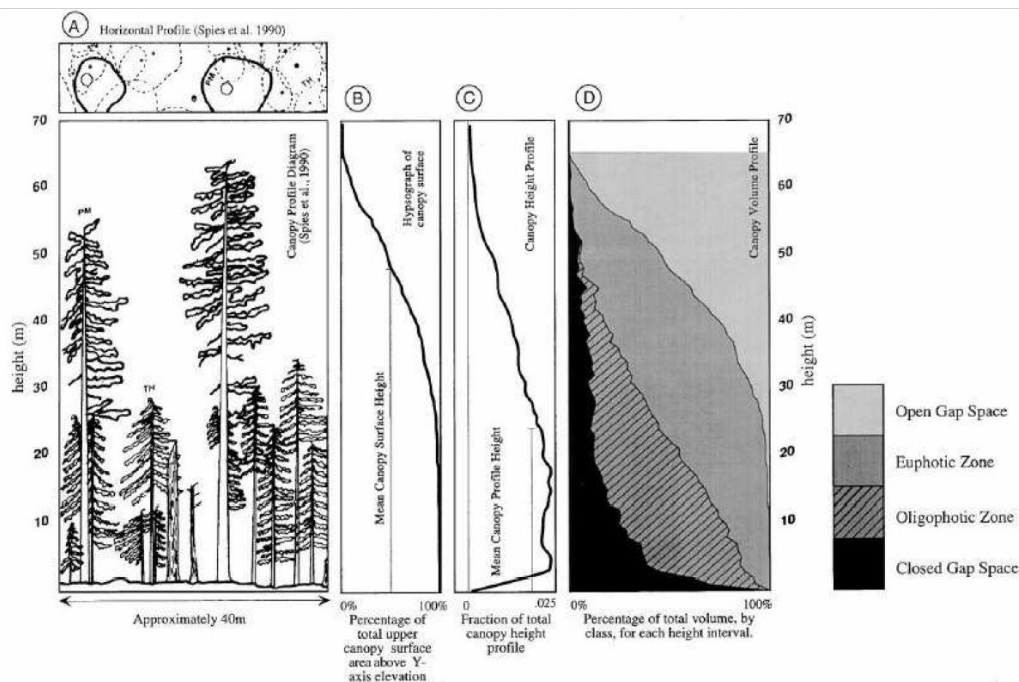 A
Horizontal Profile (Spies et al. 1990)
PM
TH
70
60
50
40
30
20
10
height (m)
PM
TH
Canopy Profile Diagram
(Spies et al., 1990)
Approximately 40m
B
Hypsograph of
canopy surface
Mean Canopy Surface Height
0%
100%
Percentage of
total upper
canopy surface
area above Y-
axis elevation
C
Canopy Height Profile
Mean Canopy Profile Height
0
.025
Fraction of total
canopy height
profile
D
Canopy Volume Profile
70
60
50
40
30
20
10
height (m)
0%
100%
Percentage of total volume, by
class, for each height interval.
Open Gap Space
Euphotic Zone
Oligophotic Zone
Closed Gap Space